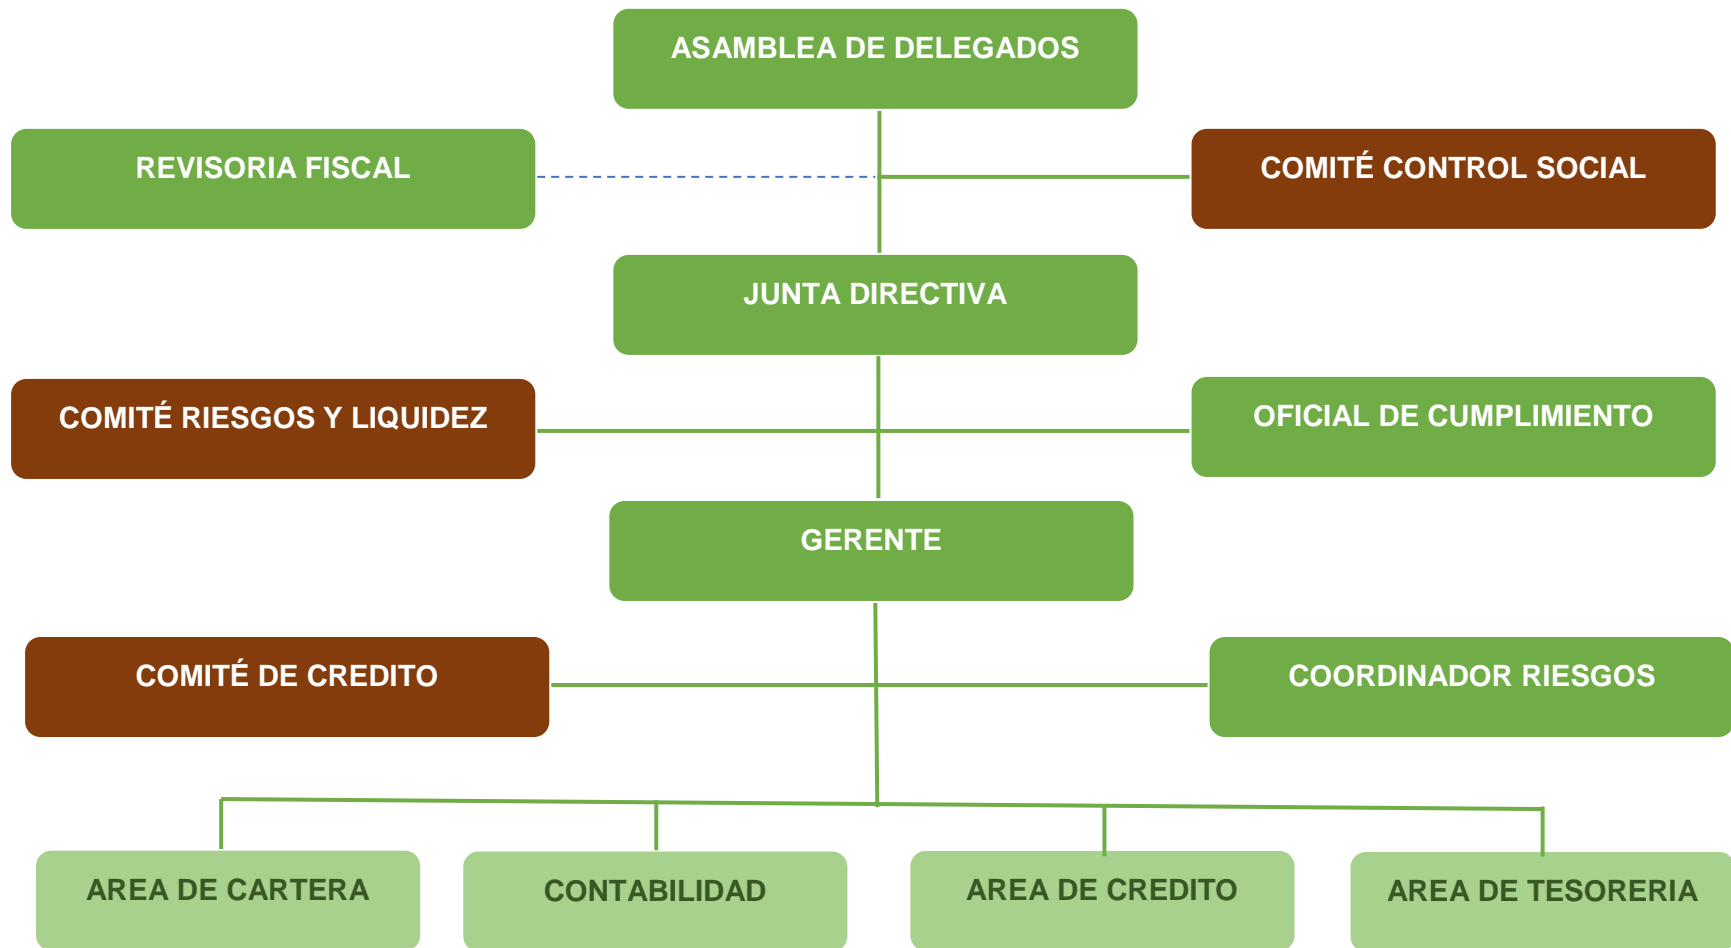 ASAMBLEA DE DELEGADOS
REVISORIA FISCAL
COMITÉ CONTROL SOCIAL
JUNTA DIRECTIVA
COMITÉ RIESGOS Y LIQUIDEZ
OFICIAL DE CUMPLIMIENTO
GERENTE
COMITÉ DE CREDITO
COORDINADOR RIESGOS
AREA DE CARTERA
CONTABILIDAD
AREA DE CREDITO
AREA DE TESORERIA